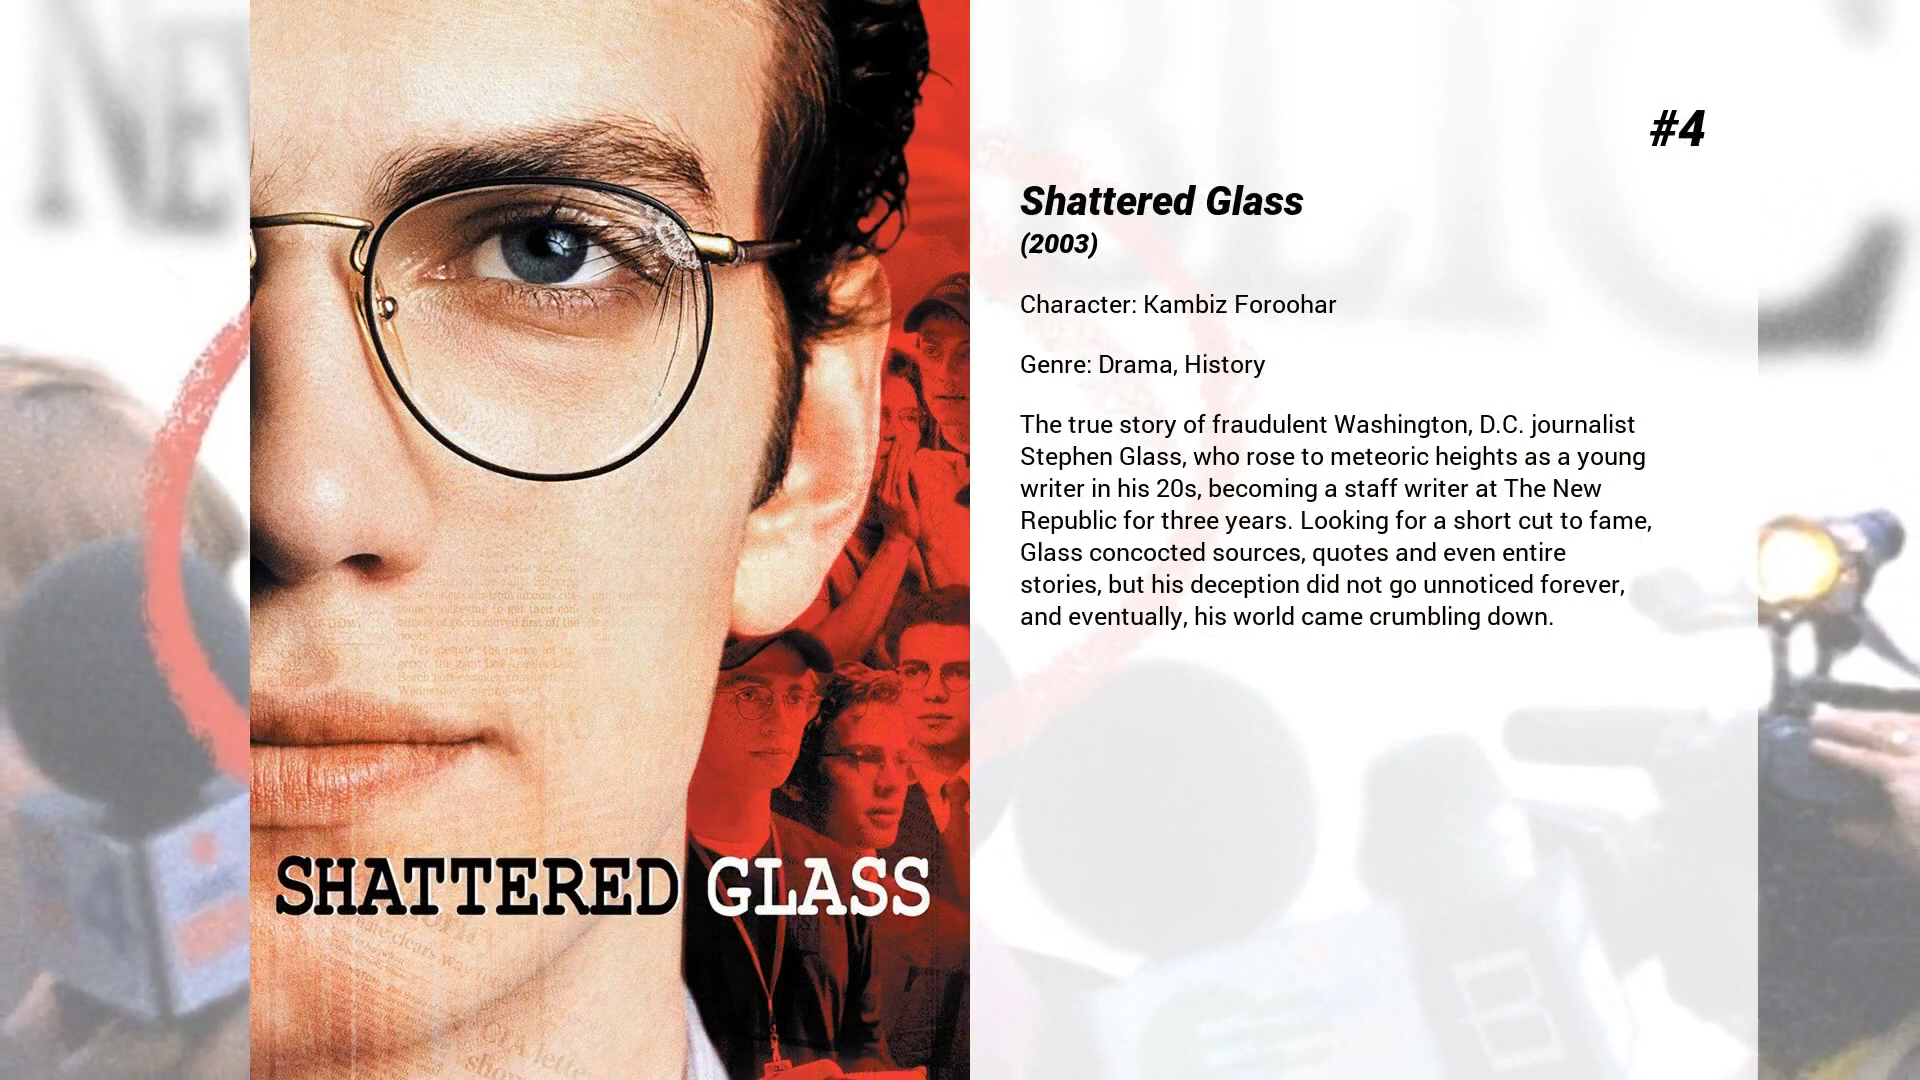 #4
Shattered Glass
(2003)
Character: Kambiz Foroohar
Genre: Drama, History
The true story of fraudulent Washington, D.C. journalist
Stephen Glass, who rose to meteoric heights as a young
writer in his 20s, becoming a staff writer at The New
Republic for three years. Looking for a short cut to fame,
Glass concocted sources, quotes and even entire
stories, but his deception did not go unnoticed forever,
and eventually, his world came crumbling down.
SHATTERED GLASS